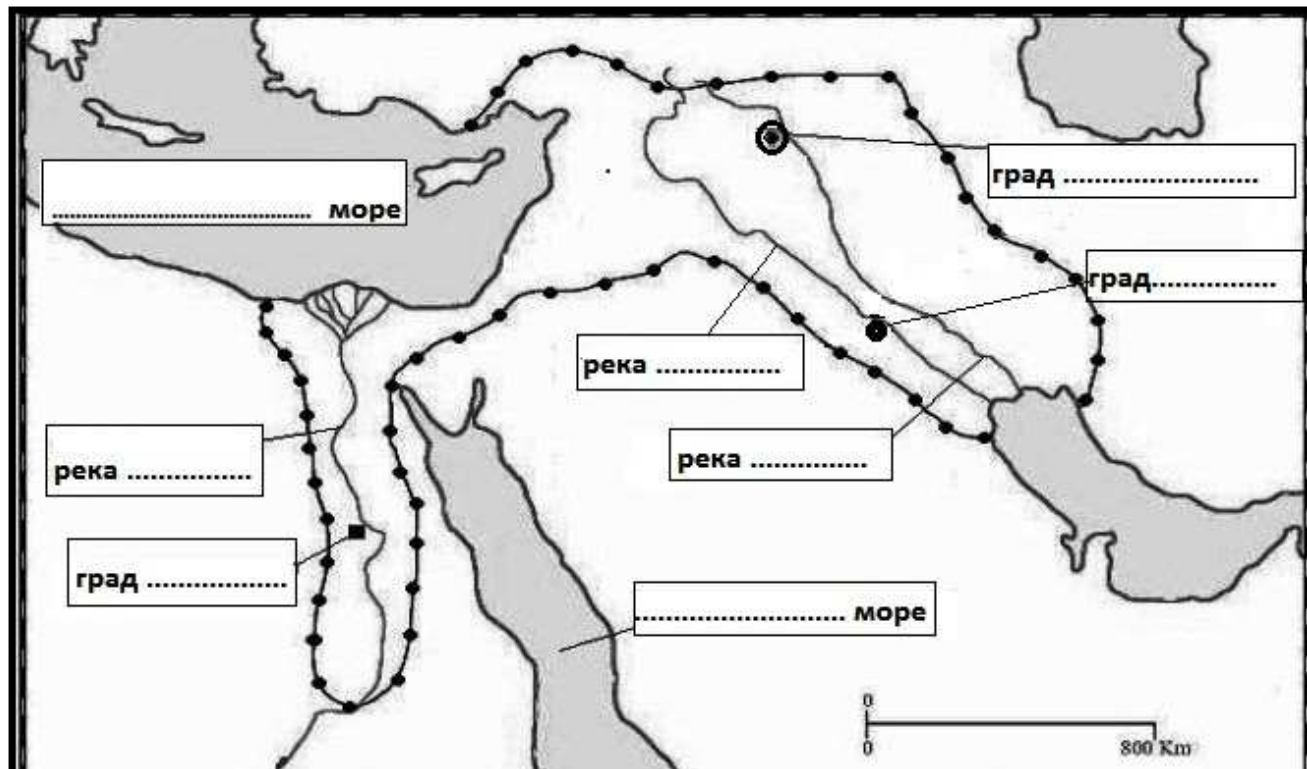 град ..........................
............................................ море
град.................
река ................
река ................
река ...............
град ..................
........................... море
0
0
800 Km